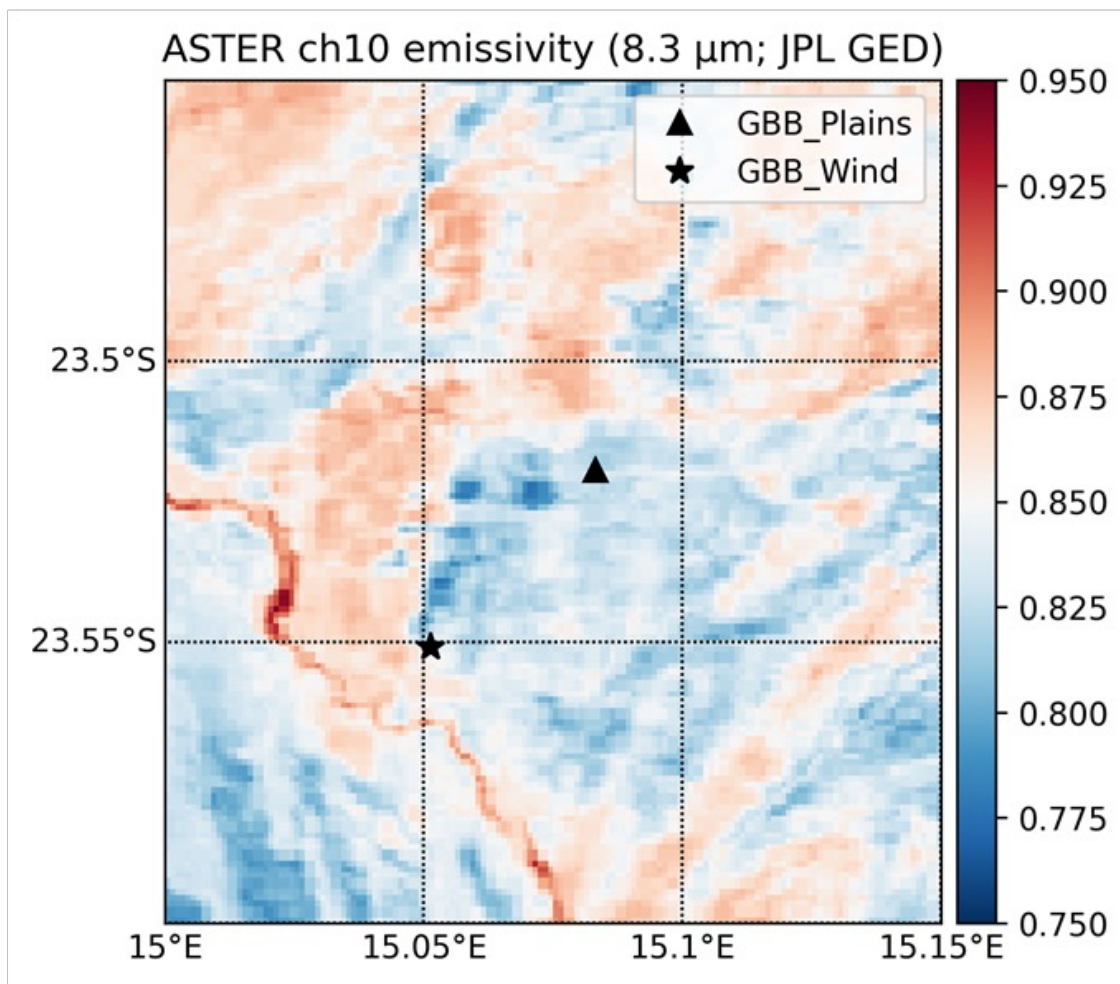 ASTER ch10 emissivity (8.3 µm; JPL GED)
GBB_Plains
GBB_Wind
0.950
0.925
0.900
0.875
0.850
0.825
0.800
0.775
0.750
23.5°S
23.55°S
15°E
15.05°E
15.1°E
15.15°E